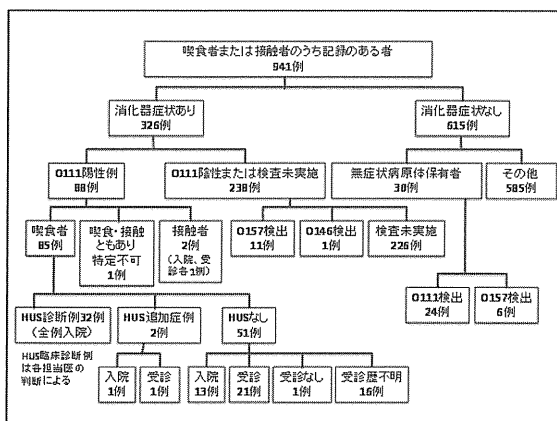 喫食者または接触者のうち記録のある者
941例
消化器症状あり
326例
消化器症状なし
615例
O111陽性例
88例
O111陰性または検査未実施
238例
無症状病原体保有者
30例
その他
585例
喫食者
85例
喫食・接触
ともあり
特定不可
1例
接触者
2例
(入院、受
診各1例)
O157検出
11例
O146検出
1例
検査未実施
226例
O111検出
24例
O157検出
6例
HUS診断例32例
(全例入院)
HUS追加症例
2例
HUSなし
51例
HUS臨床診断例
は各担当医の
判断による
入院
1例
受診
1例
入院
13例
受診
21例
受診なし
1例
受診歴不明
16例